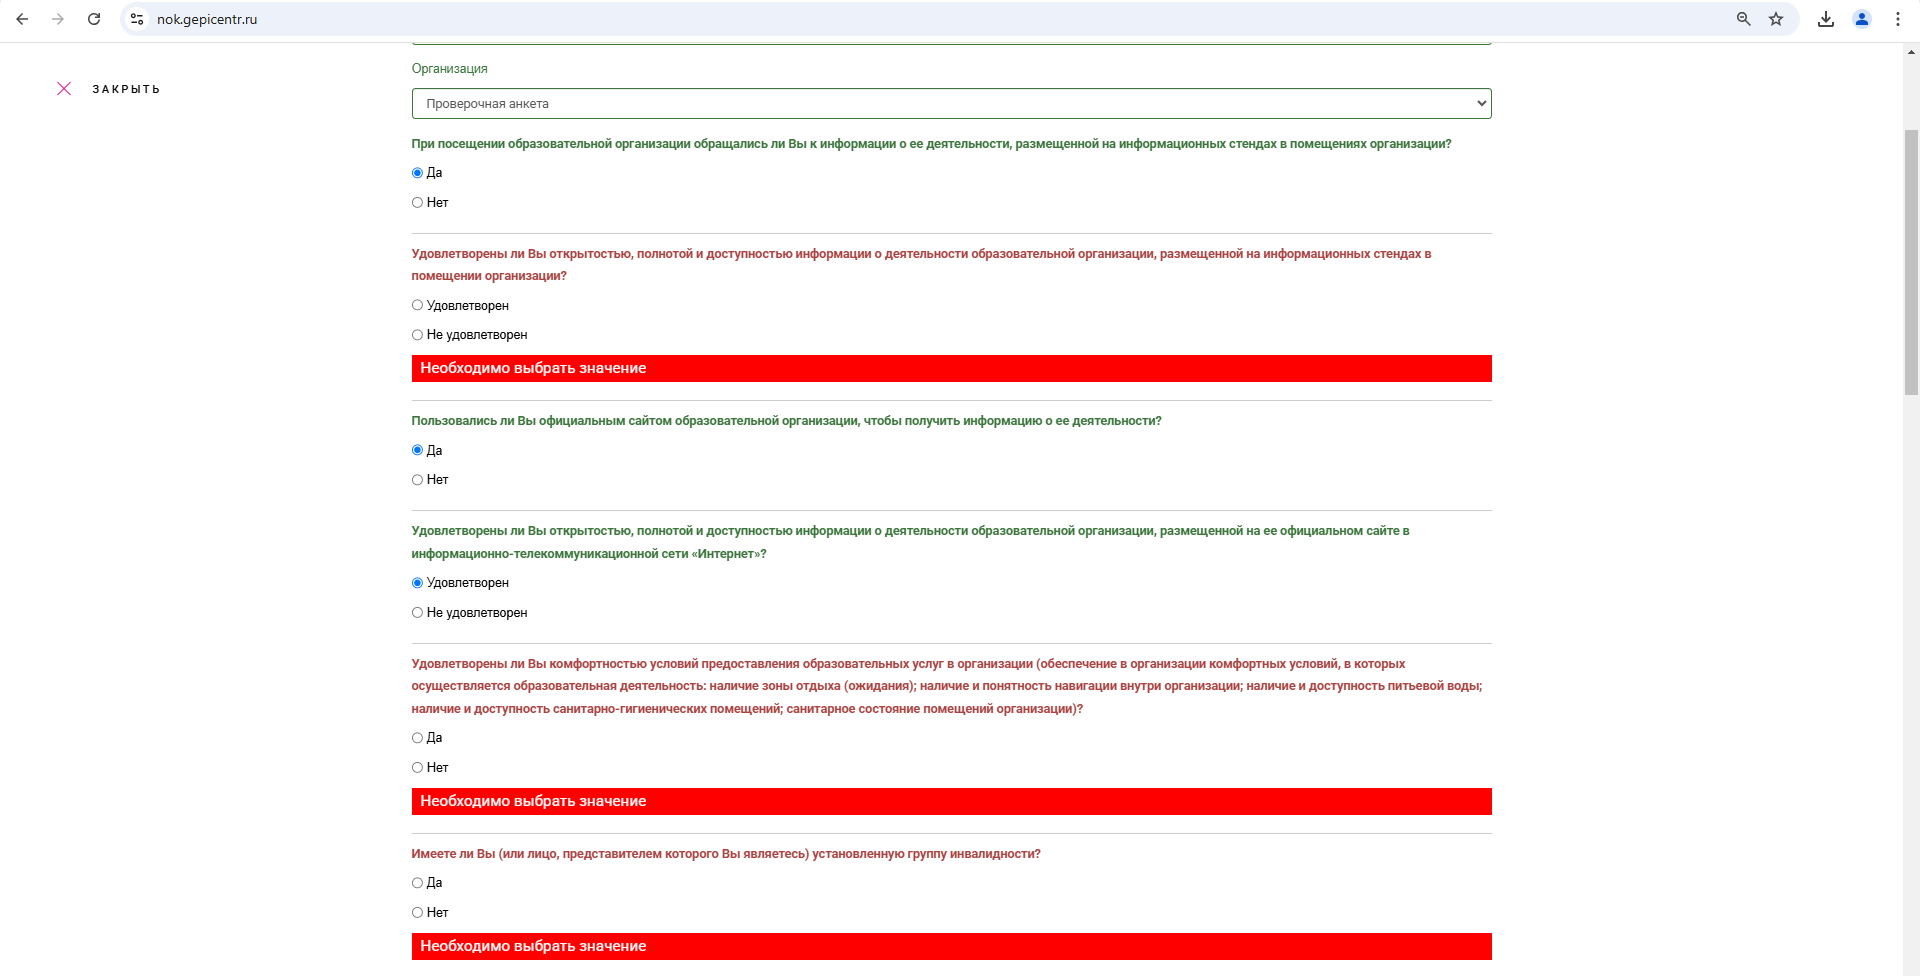 nok.gepicentr.ru
ЗАКРЫТЬ
Организация
Проверочная анкета
При посещении образовательной организации обращались ли Вы к информации о ее деятельности, размещенной на информационных стендах в помещениях организации?
Да
Нет
Удовлетворены ли Вы открытостью, полнотой и доступностью информации о деятельности образовательной организации, размещенной на информационных стендах в
помещении организации?
Удовлетворен
Не удовлетворен
Необходимо выбрать значение
Пользовались ли Вы официальным сайтом образовательной организации, чтобы получить информацию о ее деятельности?
Да
Нет
Удовлетворены ли Вы открытостью, полнотой и доступностью информации о деятельности образовательной организации, размещенной на ее официальном сайте в
информационно-телекоммуникационной сети «Интернет»?
Удовлетворен
Не удовлетворен
Удовлетворены ли Вы комфортностью условий предоставления образовательных услуг в организации (обеспечение в организации комфортных условий, в которых
осуществляется образовательная деятельность: наличие зоны отдыха (ожидания); наличие и понятность навигации внутри организации; наличие и доступность питьевой воды;
наличие и доступность санитарно-гигиенических помещений; санитарное состояние помещений организации)?
Да
Нет
Необходимо выбрать значение
Имеете ли Вы (или лицо, представителем которого Вы являетесь) установленную группу инвалидности?
Да
Нет
Необходимо выбрать значение